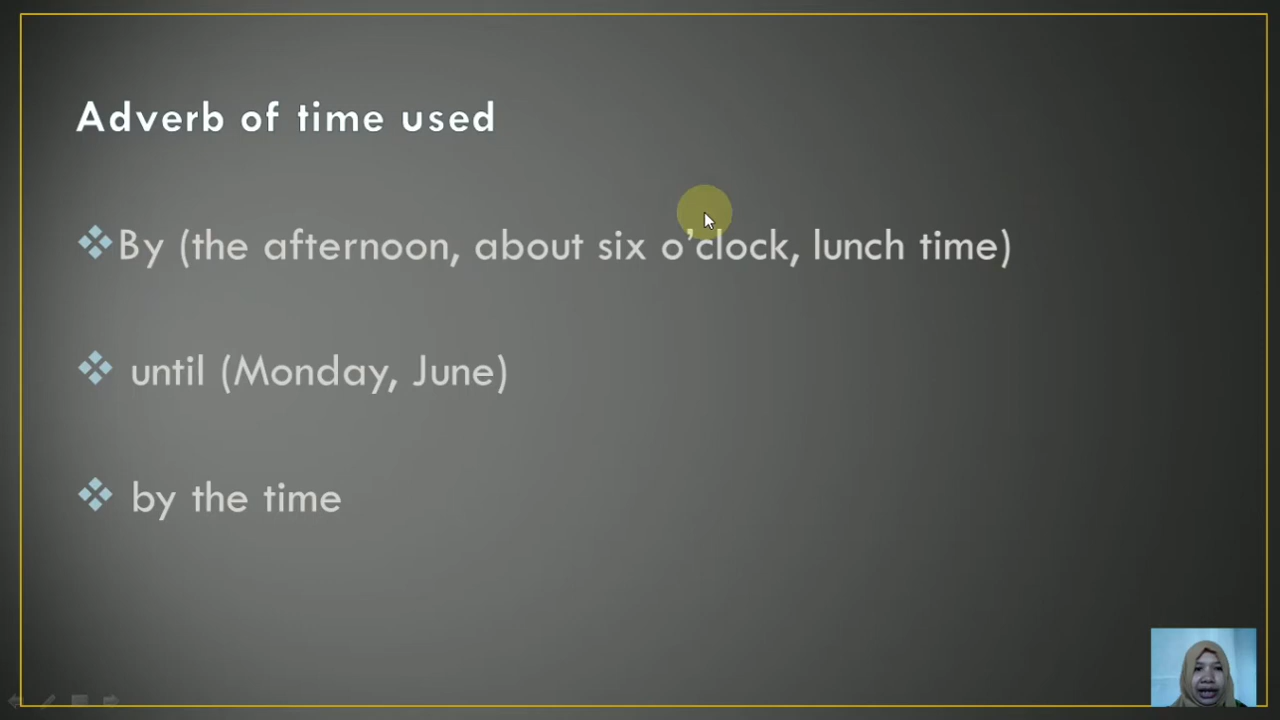 Adverb of time used
By (the afternoon, about six o'clock, lunch time)
until (Monday, June)
by the time